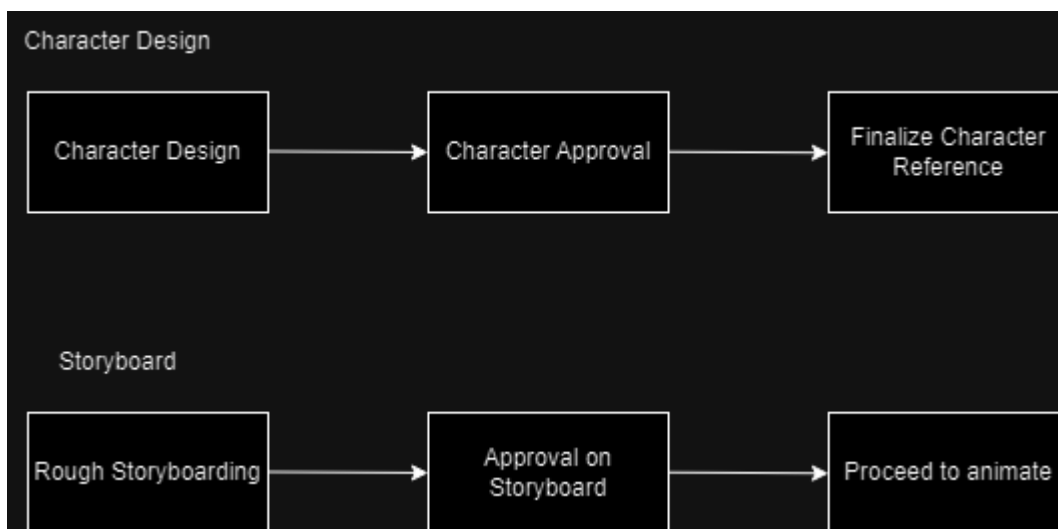 Character Design
Character Design
Character Approval
Finalize Character
Reference
Storyboard
Rough Storyboarding
Approval on
Storyboard
Proceed to animate